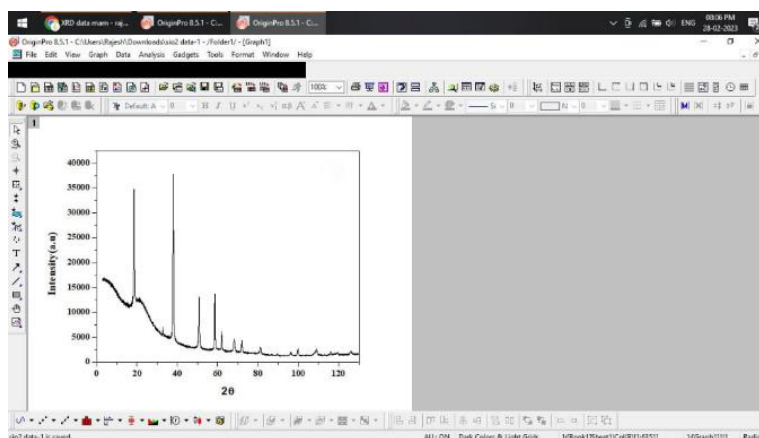 XRD data mam - raj...
OriginPro 8.5.1 - C:...
OriginPro 8.5.1 - C:...
ENG
08:06 PM
28-02-2023
OriginPro 8.5.1 - C:\Users\Rajesh\Downloads\sio2 date-1 - /Folder1/ - [Graph1]
File Edit View Graph Data Analysis Gadgets Tools Format Window Help
100%
Default: A
0
B I U
1
40000
35000
30000
25000
20000
15000
10000
5000
0
Intensity(a.u)
0 20 40 60 80 100 120
2θ
AU : ON Dark Colors & Light Grids